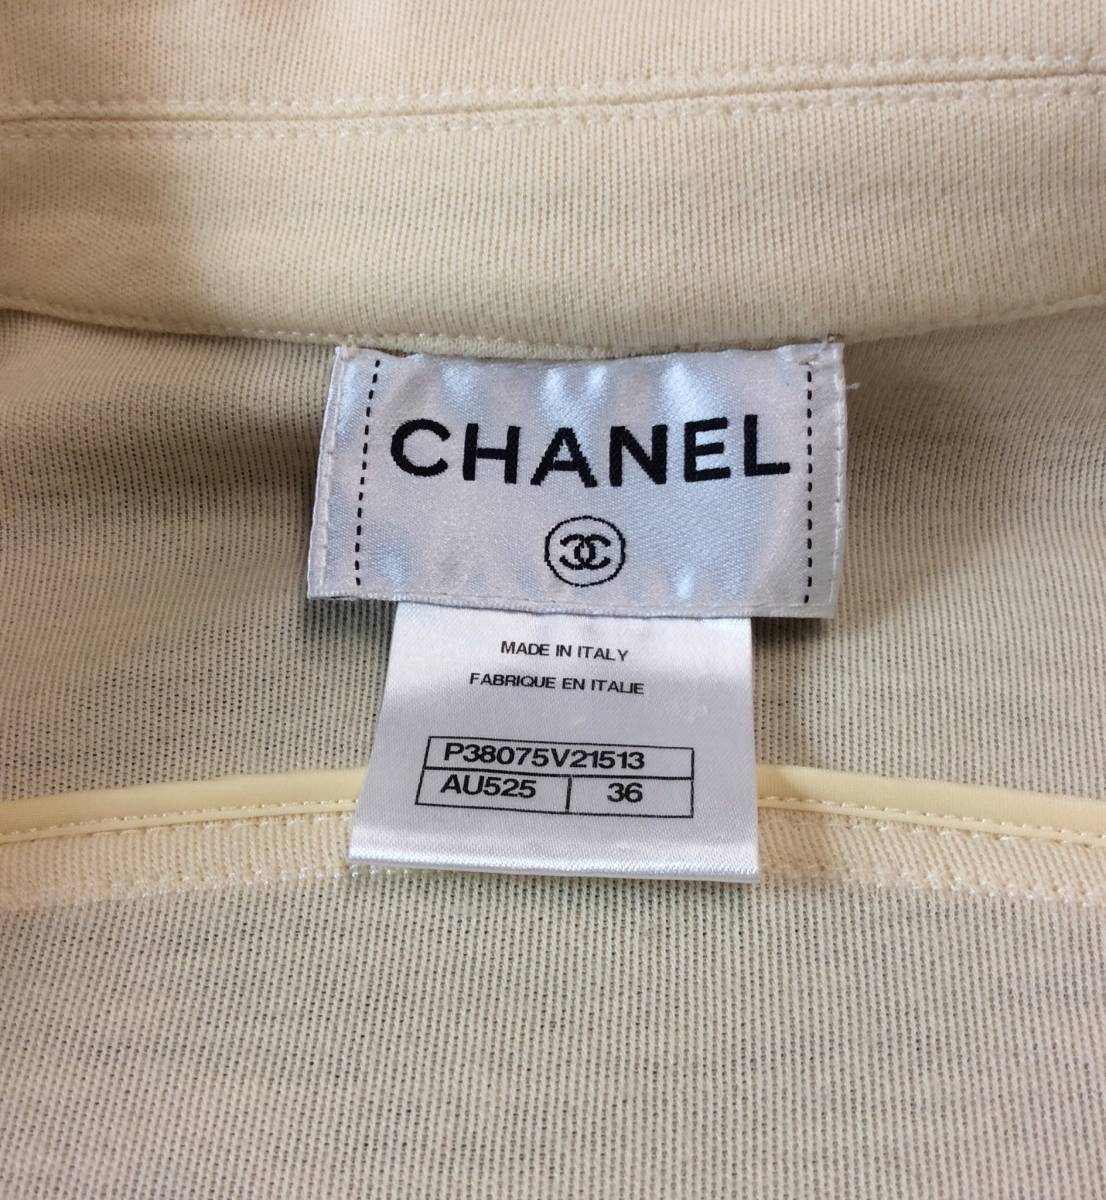 CHANEL
MADE IN ITALY
FABRIQUE EN ITALIE
P38075V21513
AU525 36